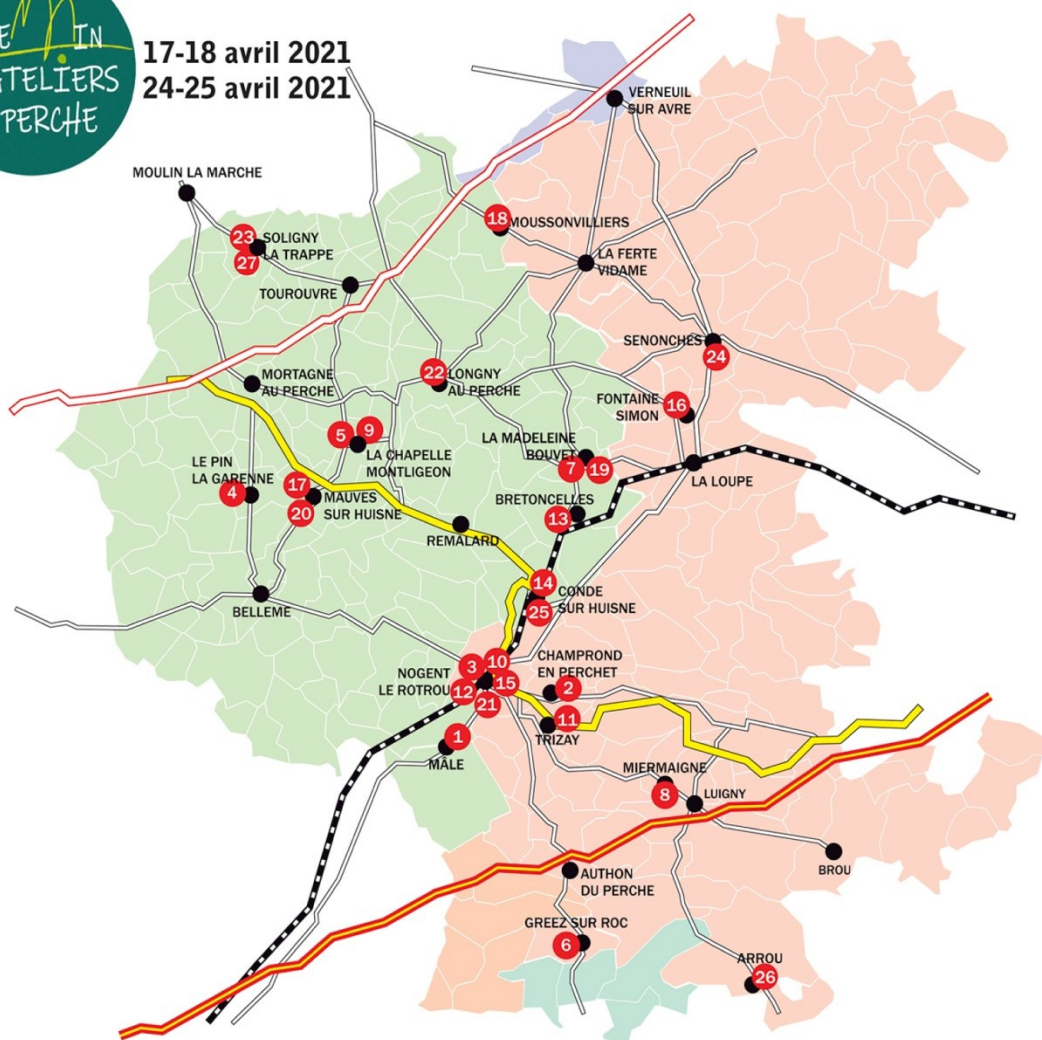 IN
TELIERS
PERCHE
17-18 avril 2021
24-25 avril 2021
VERNEUIL
SUR AVRE
MOULIN LA MARCHE
18
MOUSSONVILLIERS
23
SOLIGNY
LA TRAPPE
27
LA FERTE
VIDAME
TOUROUVRE
SENONCHES
24
22
LONGNY
AU PERCHE
MORTAGNE
AU PERCHE
FONTAINE
SIMON
16
5
9
LA CHAPELLE
MONTLIGEON
LA MADELEINE
BOUVET
7
19
LE PIN
LA GARENNE
4
17
MAUVES
SUR HUISNE
20
LA LOUPE
BRETONCELLES
13
REMALARD
14
CONDE
SUR HUISNE
25
BELLEME
NOGENT
LE ROTROU
3
10
12
15
21
CHAMPROND
EN PERCHET
2
11
TRIZAY
1
MÂLE
MIERMAIGNE
8
LUIGNY
BROU
AUTHON
DU PERCHE
GREEZ SUR ROC
6
ARROU
26